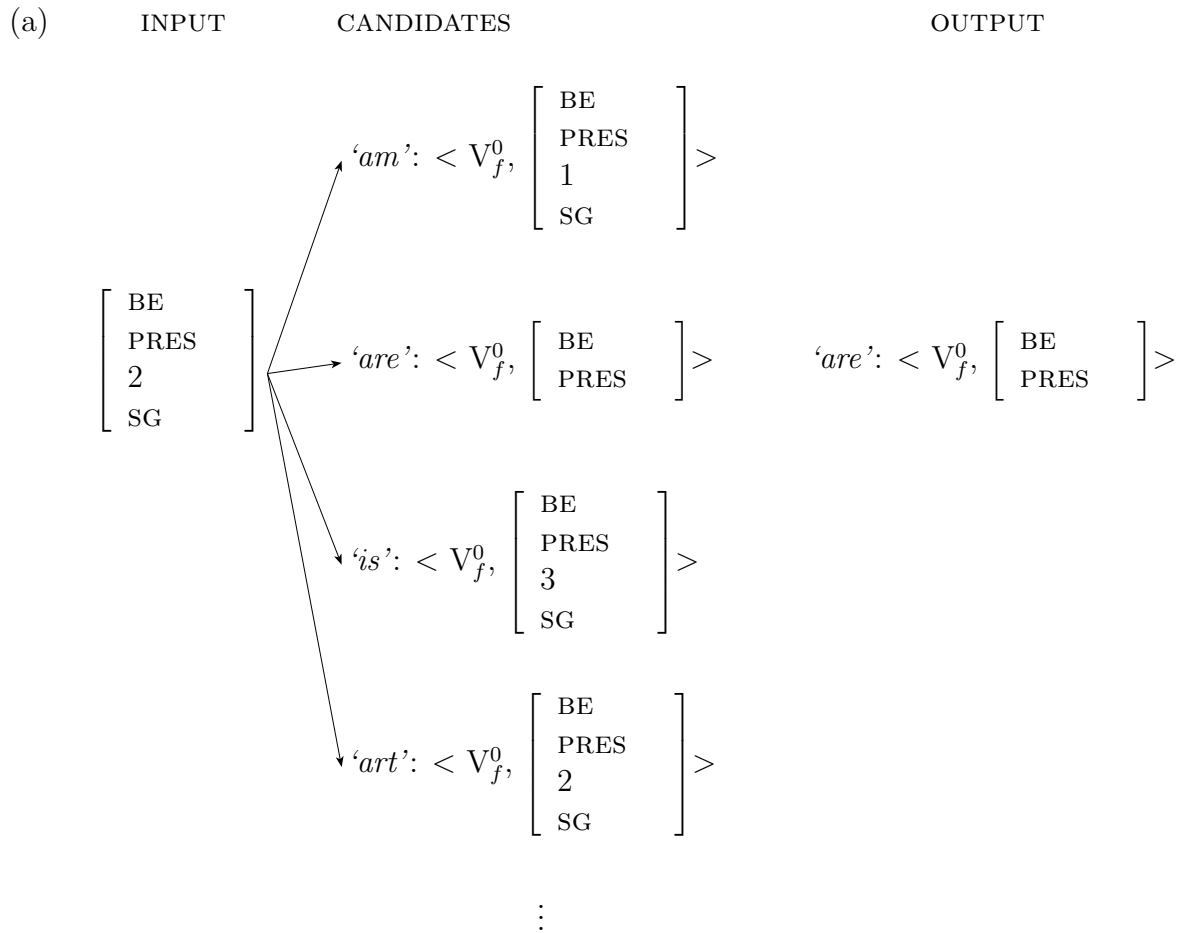 (a) INPUT CANDIDATES OUTPUT
BE
PRES
‘am’: < V⁰f, 1 >
SG
BE
PRES
2
SG
‘are’: < V⁰f, [ BE PRES ] > ‘are’: < V⁰f, [ BE PRES ] >
BE
PRES
‘is’: < V⁰f, 3 >
SG
BE
PRES
‘art’: < V⁰f, 2 >
SG
⋮